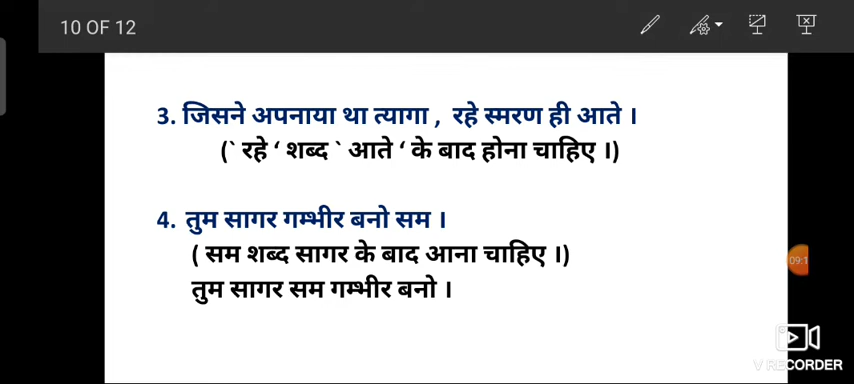 10 OF 12
3. जिसने अपनाया था त्यागा , रहे स्मरण ही आते ।
(` रहे ‘ शब्द ` आते ‘ के बाद होना चाहिए ।)
4. तुम सागर गम्भीर बनो सम ।
( सम शब्द सागर के बाद आना चाहिए ।)
तुम सागर सम गम्भीर बनो ।
09:1
V RECORDER